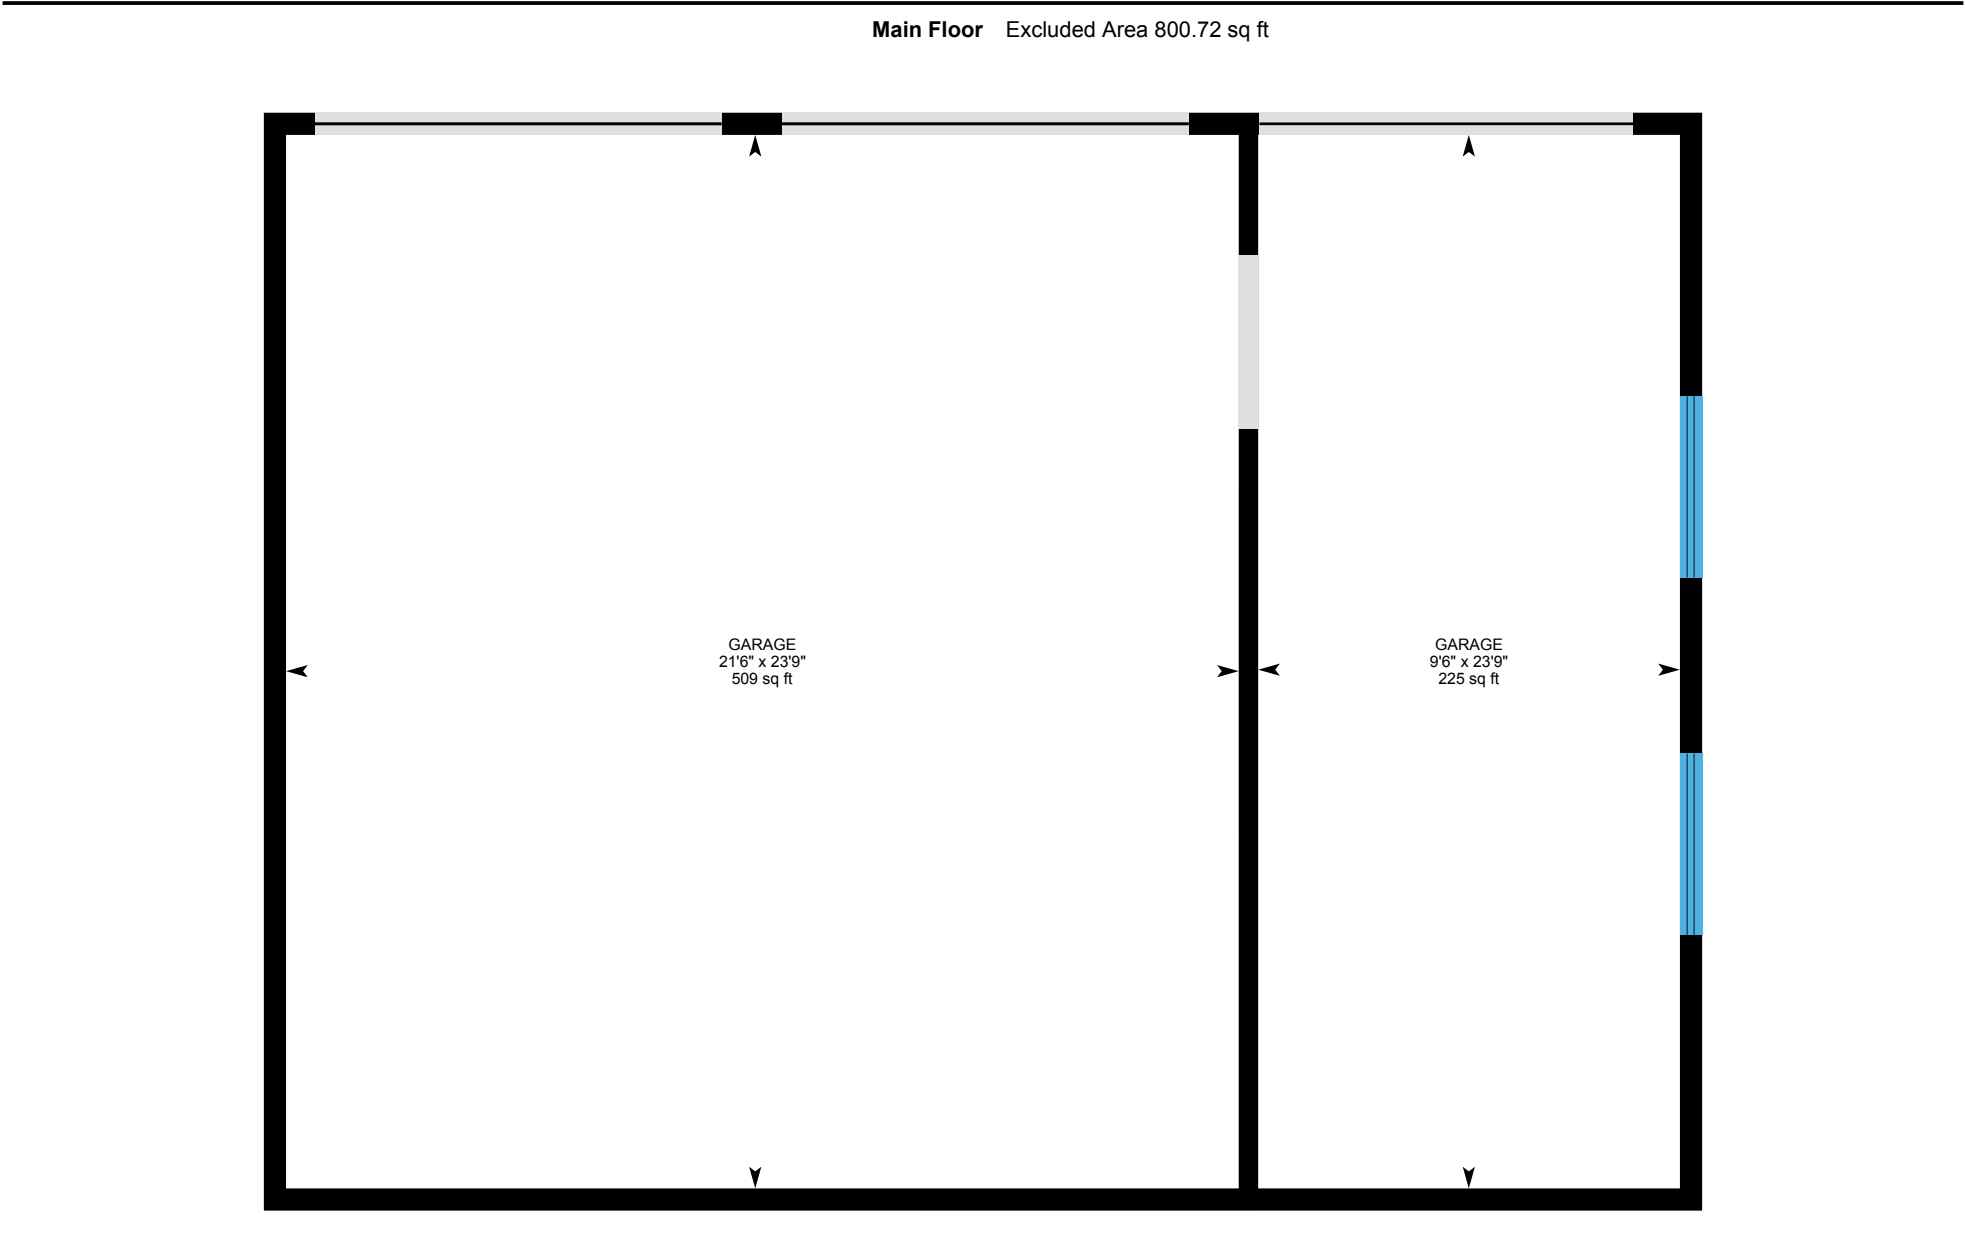 Main Floor Excluded Area 800.72 sq ft
GARAGE
21'6" x 23'9"
509 sq ft
GARAGE
9'6" x 23'9"
225 sq ft